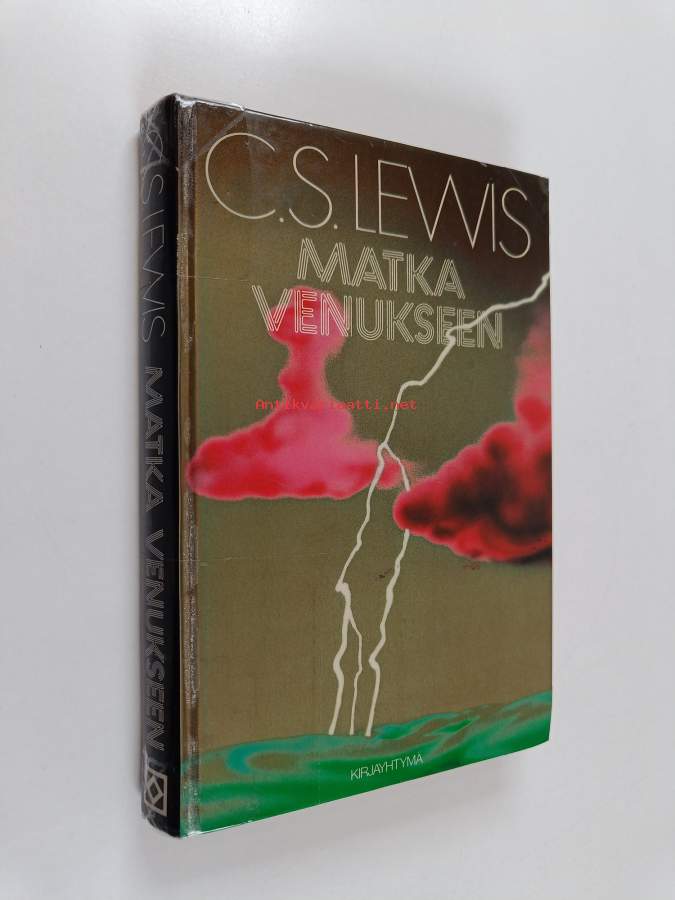 C.S. LEWIS
MATKA
VENUKSEEN
Antikvariaatti.net
KIRJAYHTYMÄ
C.S. LEWIS MATKA VENUKSEEN